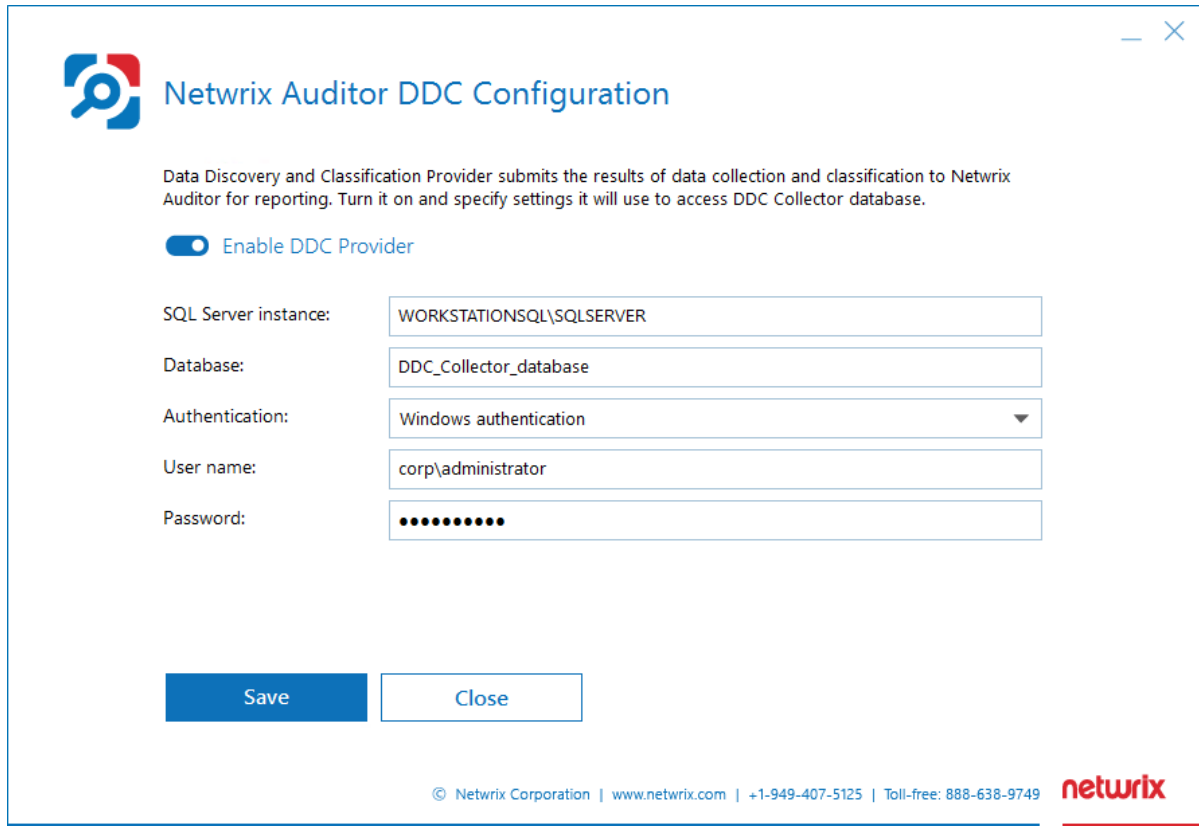 Netwrix Auditor DDC Configuration
Data Discovery and Classification Provider submits the results of data collection and classification to Netwrix
Auditor for reporting. Turn it on and specify settings it will use to access DDC Collector database.
Enable DDC Provider
SQL Server instance: WORKSTATIONSQL\SQLSERVER
Database: DDC_Collector_database
Authentication: Windows authentication
User name: corp\administrator
Password: ●●●●●●●●●●
Save Close
© Netwrix Corporation | www.netwrix.com | +1-949-407-5125 | Toll-free: 888-638-9749 netwrix